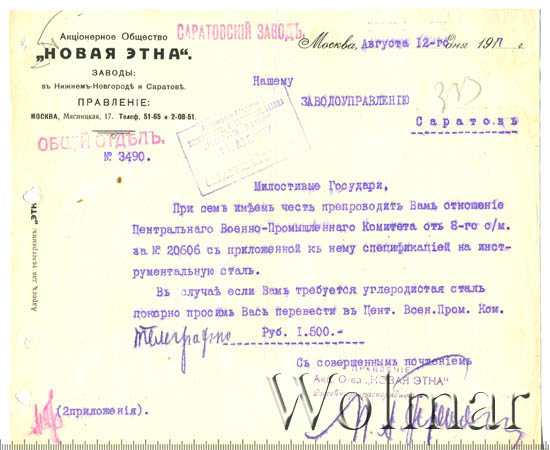 Акціонерное Общество
„НОВАЯ ЭТНА".
ЗАВОДЫ:
въ Нижнемъ-Новгородѣ и Саратовѣ.
ПРАВЛЕНІЕ:
МОСКВА, Мясницкая, 17. Телеф. 51-65 и 2-08-51.
САРАТОВСКІЙ ЗАВОДЪ.
Москва, Августа 12-го дня 1917 г.
ОБЩІЙ ОТДѢЛЪ.
№ 3490.
Нашему
ЗАВОДОУПРАВЛЕНІЮ
Саратовъ
Милостивые Государи,
При семъ имѣемъ честь препроводить Вамъ отношеніе
Центральнаго Военно-Промышленнаго Комитета отъ 8-го с/м.
за № 20606 съ приложенной къ нему спецификаціей на инст-
рументальную сталь.
Въ случаѣ если Вамъ требуется углеродистая сталь
покорно просимъ Васъ перевести въ Цент. Воен.Пром. Ком.
телеграфно Руб. I.500.-
Съ совершеннымъ почтеніемъ
ПРАВЛЕНІЕ
Акц. О-ва „НОВАЯ ЭТНА"
(2приложенія).
Адресъ для телеграммъ: „ЭТН
Wolmar